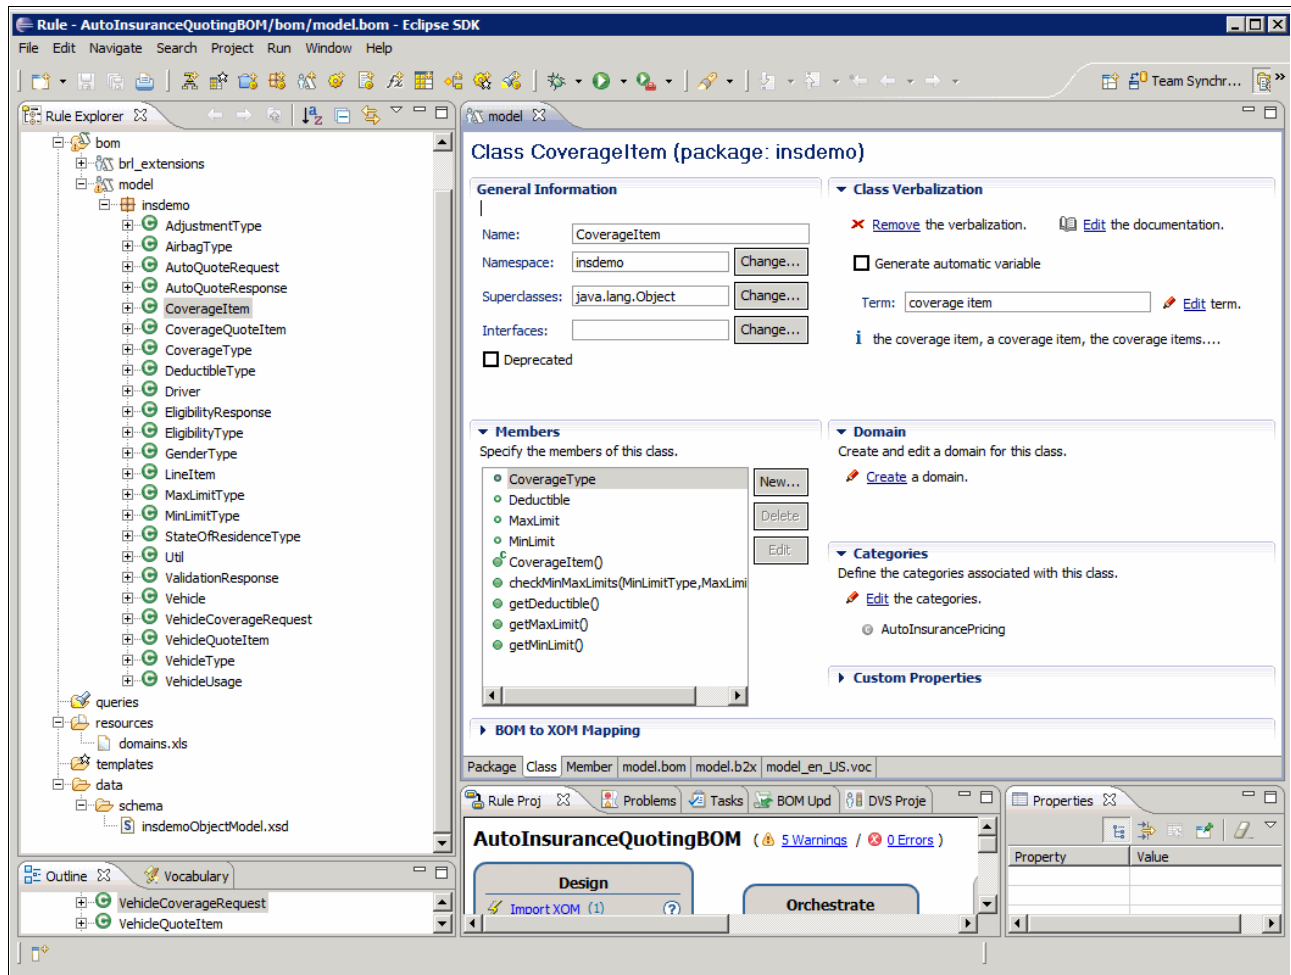 Rule - AutoInsuranceQuotingBOM/bom/model.bom - Eclipse SDK
File Edit Navigate Search Project Run Window Help
Team Synchr...
Rule Explorer
bom
brl_extensions
model
insdemo
AdjustmentType
AirbagType
AutoQuoteRequest
AutoQuoteResponse
CoverageItem
CoverageQuoteItem
CoverageType
DeductibleType
Driver
EligibilityResponse
EligibilityType
GenderType
LineItem
MaxLimitType
MinLimitType
StateOfResidenceType
Util
ValidationResponse
Vehicle
VehicleCoverageRequest
VehicleQuoteItem
VehicleType
VehicleUsage
queries
resources
domains.xls
templates
data
schema
insdemoObjectModel.xsd
Outline Vocabulary
VehicleCoverageRequest
VehicleQuoteItem
model
Class CoverageItem (package: insdemo)
General Information
Name: CoverageItem
Namespace: insdemo Change...
Superclasses: java.lang.Object Change...
Interfaces: Change...
Deprecated
Class Verbalization
Remove the verbalization. Edit the documentation.
Generate automatic variable
Term: coverage item Edit term.
the coverage item, a coverage item, the coverage items....
Members
Specify the members of this class.
CoverageType
Deductible
MaxLimit
MinLimit
CoverageItem()
checkMinMaxLimits(MinLimitType,MaxLimi
getDeductible()
getMaxLimit()
getMinLimit()
New...
Delete
Edit
Domain
Create and edit a domain for this class.
Create a domain.
Categories
Define the categories associated with this class.
Edit the categories.
AutoInsurancePricing
Custom Properties
BOM to XOM Mapping
Package Class Member model.bom model.b2x model_en_US.voc
Rule Proj Problems Tasks BOM Upd DVS Proje
AutoInsuranceQuotingBOM ( 5 Warnings / 0 Errors )
Design
Import XOM (1) ?
Orchestrate
Properties
Property Value